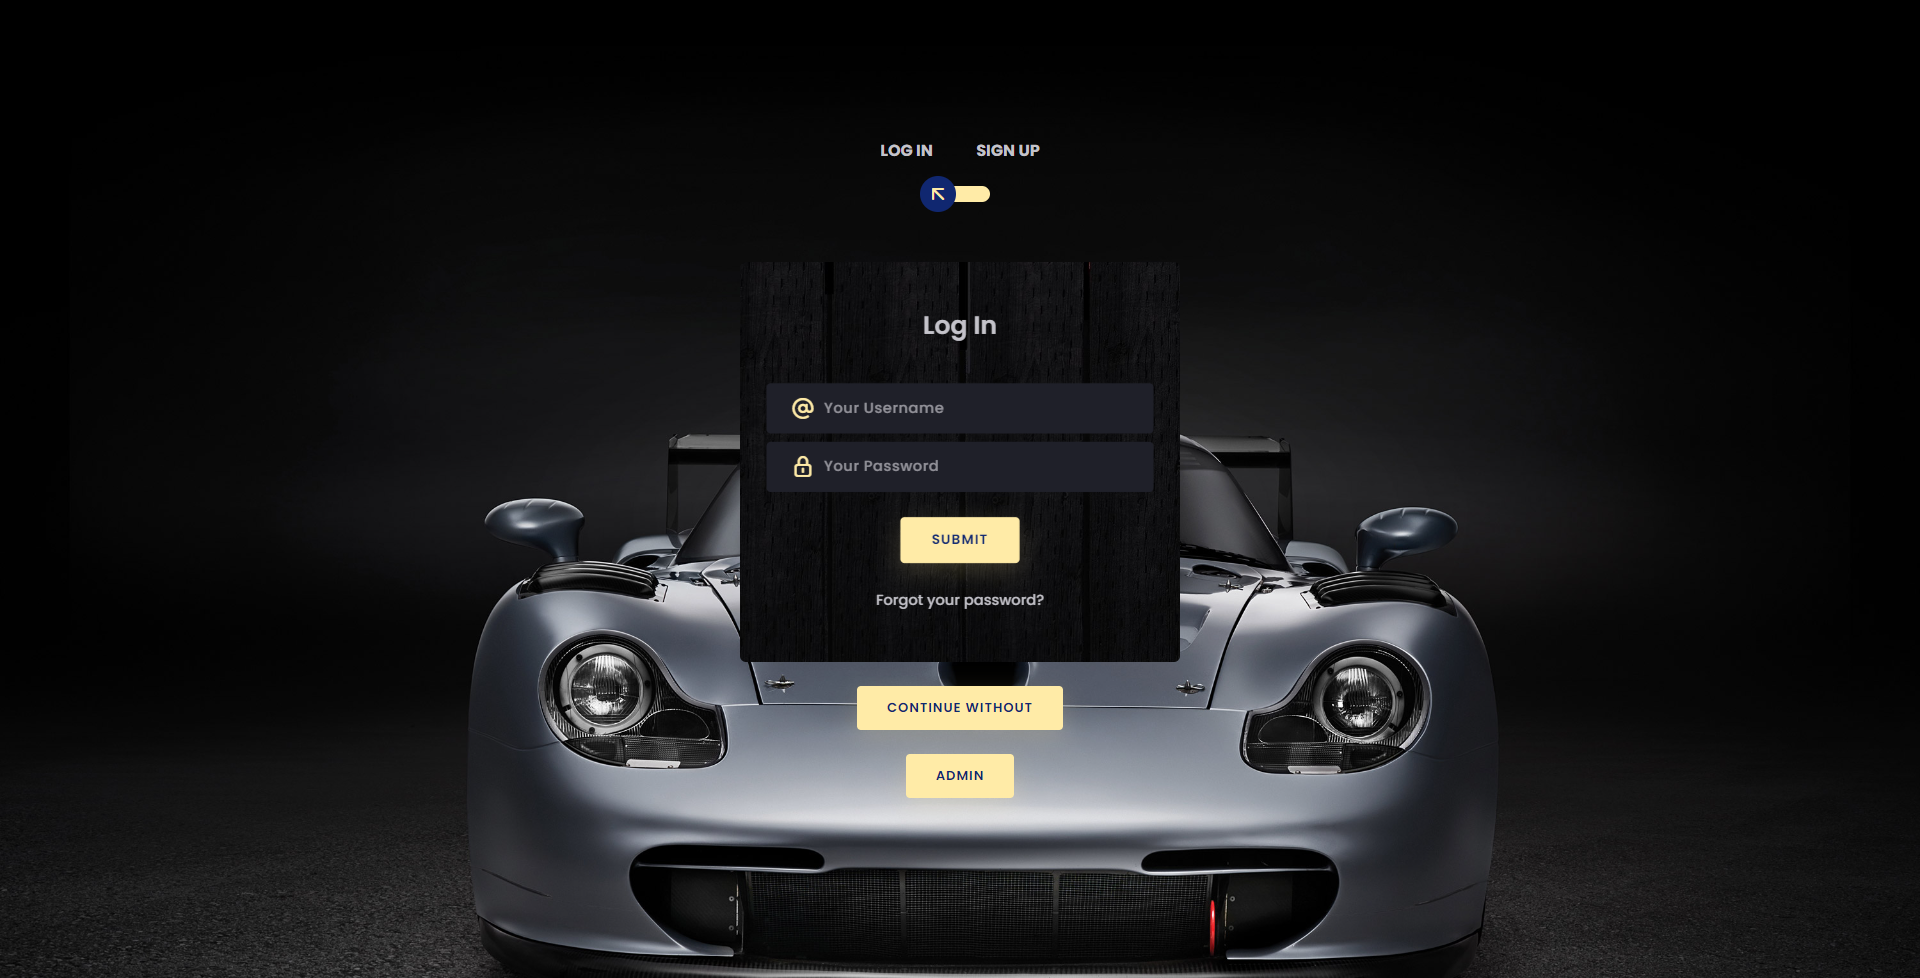 LOG IN SIGN UP
Log In
Your Username
Your Password
SUBMIT
Forgot your password?
CONTINUE WITHOUT
ADMIN